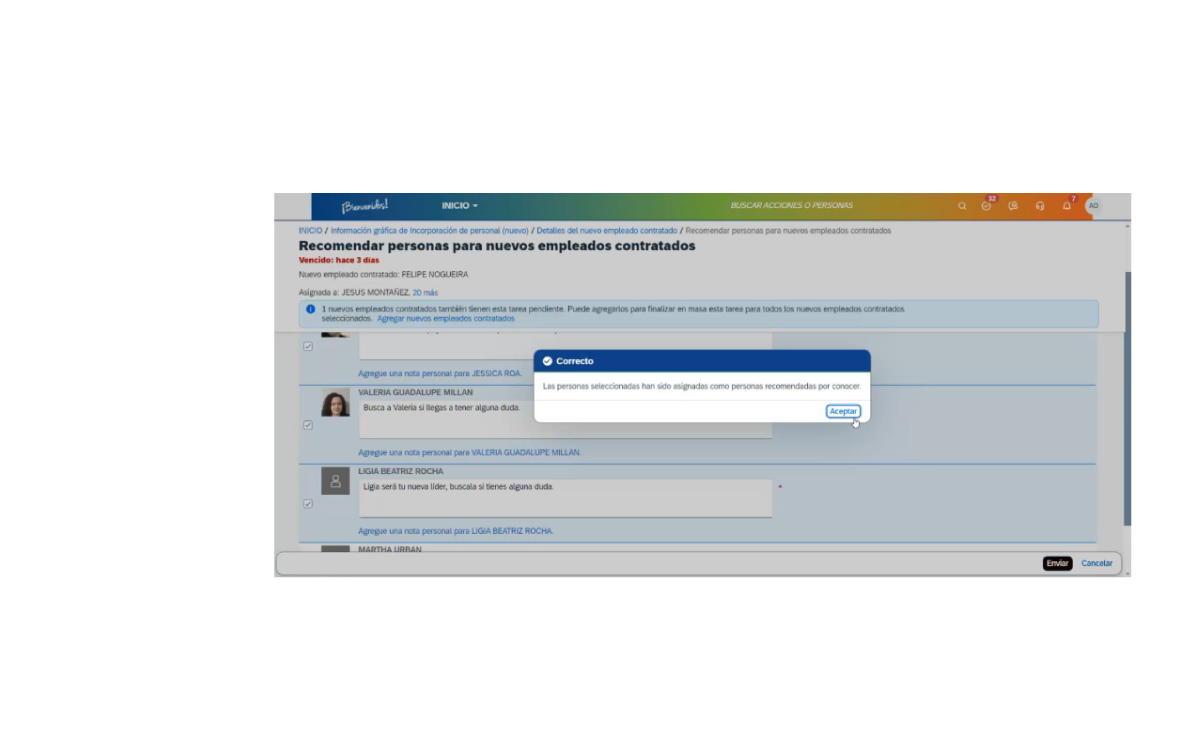 ¡Bienvenid@s!
INICIO
BUSCAR ACCIONES O PERSONAS
32
7
AD
INICIO / Información gráfica de Incorporación de personal (nuevo) / Detalles del nuevo empleado contratado / Recomendar personas para nuevos empleados contratados
Recomendar personas para nuevos empleados contratados
Vencido: hace 3 días
Nuevo empleado contratado: FELIPE NOGUEIRA
Asignada a: JESUS MONTAÑEZ, 20 más
1 nuevos empleados contratados también tienen esta tarea pendiente. Puede agregarlos para finalizar en masa esta tarea para todos los nuevos empleados contratados
seleccionados. Agregar nuevos empleados contratados
Correcto
Las personas seleccionadas han sido asignadas como personas recomendadas por conocer.
Aceptar
Agregue una nota personal para JESSICA ROA.
VALERIA GUADALUPE MILLAN
Busca a Valeria si llegas a tener alguna duda.
Agregue una nota personal para VALERIA GUADALUPE MILLAN.
LIGIA BEATRIZ ROCHA
Ligia será tu nueva líder, buscala si tienes alguna duda.
*
Agregue una nota personal para LIGIA BEATRIZ ROCHA.
MARTHA URBAN
Enviar
Cancelar